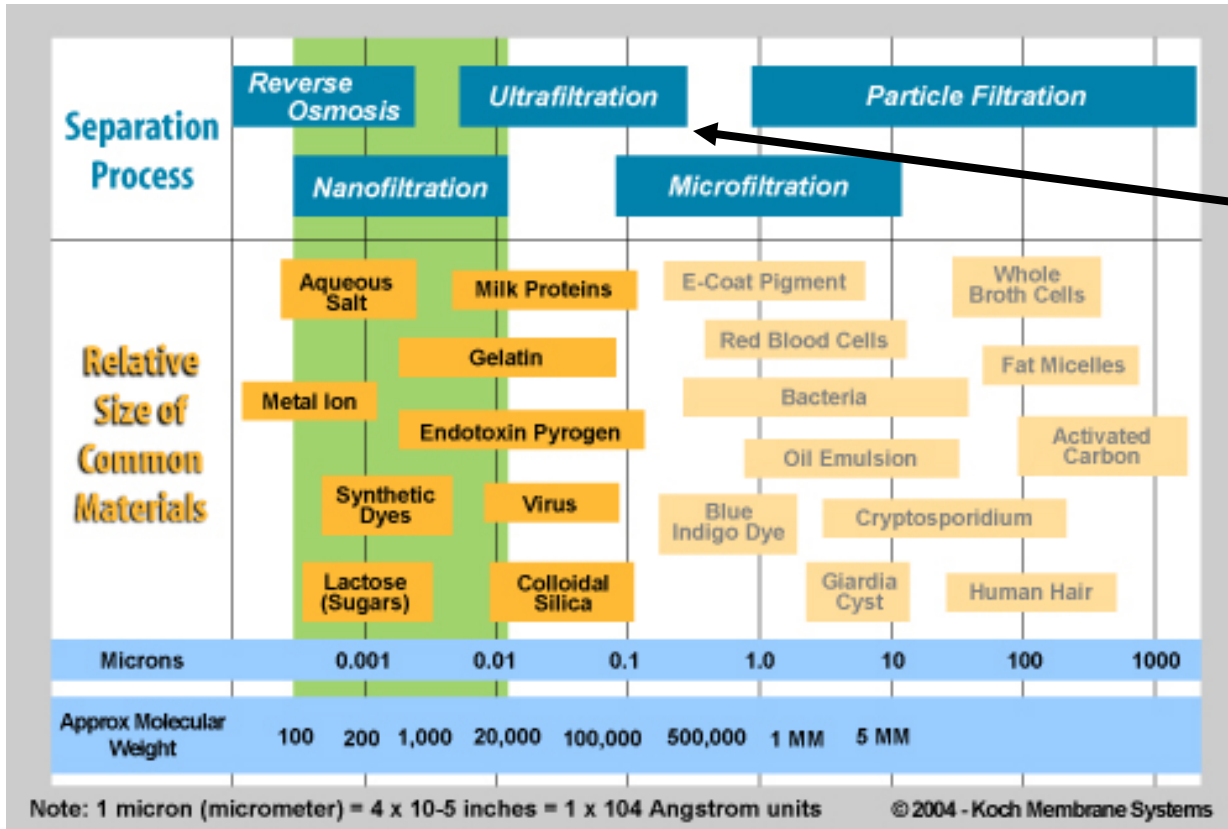 Separation
Process
Reverse
Osmosis
Ultrafiltration
Particle Filtration
Nanofiltration
Microfiltration
Relative
Size of
Common
Materials
Aqueous
Salt
Milk Proteins
E-Coat Pigment
Whole
Broth Cells
Red Blood Cells
Gelatin
Fat Micelles
Metal Ion
Bacteria
Endotoxin Pyrogen
Activated
Carbon
Oil Emulsion
Synthetic
Dyes
Virus
Blue
Indigo Dye
Cryptosporidium
Lactose
(Sugars)
Colloidal
Silica
Giardia
Cyst
Human Hair
Microns 0.001 0.01 0.1 1.0 10 100 1000
Approx Molecular
Weight
100 200 1,000 20,000 100,000 500,000 1 MM 5 MM
Note: 1 micron (micrometer) = 4 x 10-5 inches = 1 x 104 Angstrom units © 2004 - Koch Membrane Systems